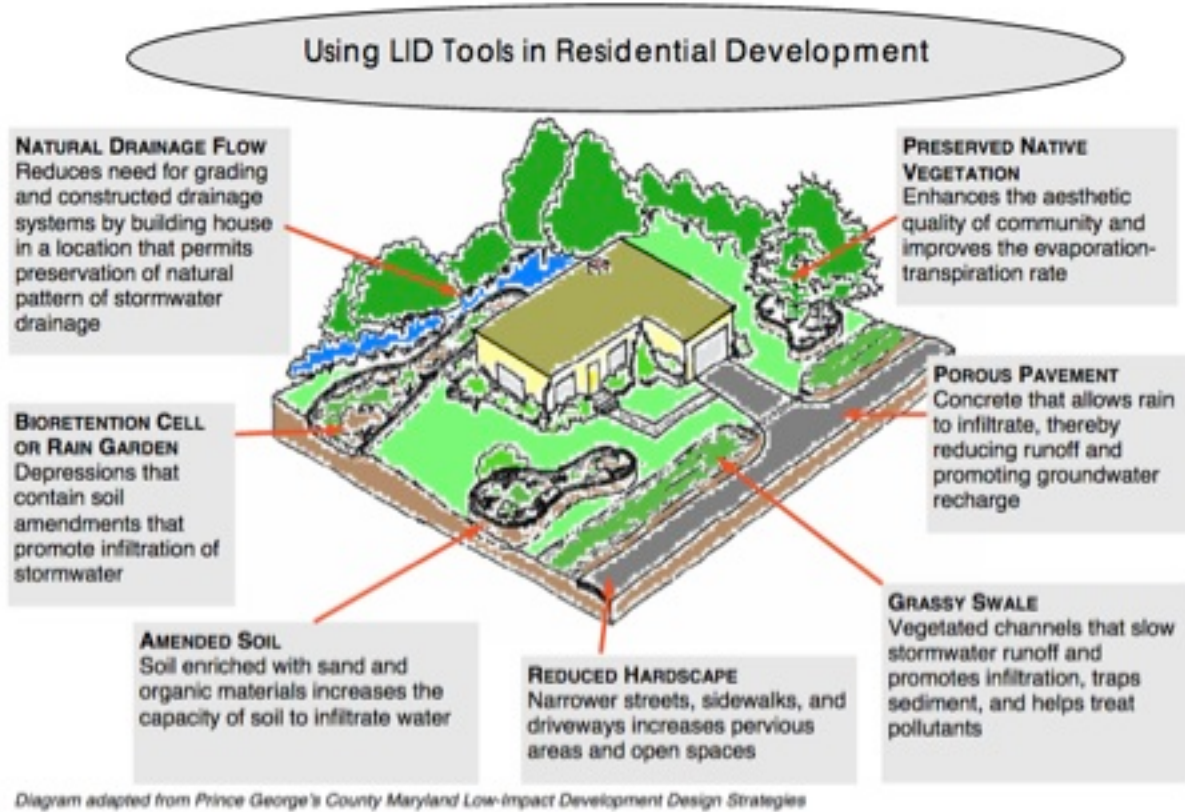 Using LID Tools in Residential Development
NATURAL DRAINAGE FLOW
Reduces need for grading
and constructed drainage
systems by building house
in a location that permits
preservation of natural
pattern of stormwater
drainage
PRESERVED NATIVE
VEGETATION
Enhances the aesthetic
quality of community and
improves the evaporation-
transpiration rate
BIORETENTION CELL
OR RAIN GARDEN
Depressions that
contain soil
amendments that
promote infiltration of
stormwater
POROUS PAVEMENT
Concrete that allows rain
to infiltrate, thereby
reducing runoff and
promoting groundwater
recharge
AMENDED SOIL
Soil enriched with sand and
organic materials increases the
capacity of soil to infiltrate water
REDUCED HARDSCAPE
Narrower streets, sidewalks, and
driveways increases pervious
areas and open spaces
GRASSY SWALE
Vegetated channels that slow
stormwater runoff and
promotes infiltration, traps
sediment, and helps treat
pollutants
Diagram adapted from Prince George's County Maryland Low-Impact Development Design Strategies